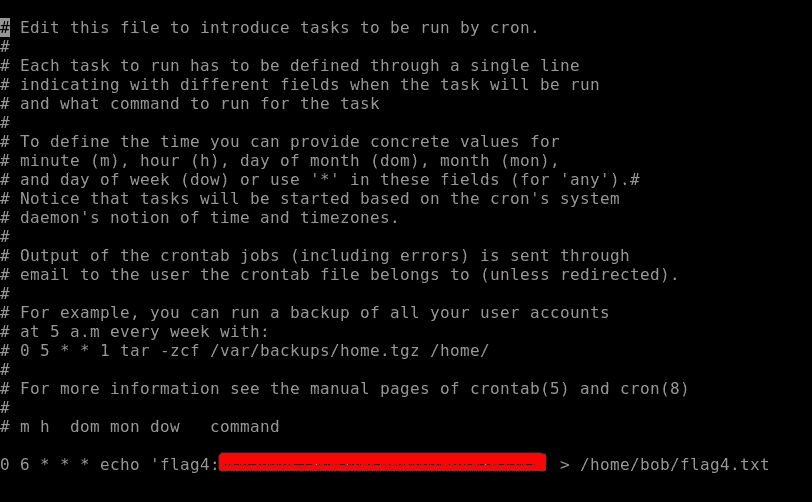 # Edit this file to introduce tasks to be run by cron.
#
# Each task to run has to be defined through a single line
# indicating with different fields when the task will be run
# and what command to run for the task
#
# To define the time you can provide concrete values for
# minute (m), hour (h), day of month (dom), month (mon),
# and day of week (dow) or use '*' in these fields (for 'any').#
# Notice that tasks will be started based on the cron's system
# daemon's notion of time and timezones.
#
# Output of the crontab jobs (including errors) is sent through
# email to the user the crontab file belongs to (unless redirected).
#
# For example, you can run a backup of all your user accounts
# at 5 a.m every week with:
# 0 5 * * 1 tar -zcf /var/backups/home.tgz /home/
#
# For more information see the manual pages of crontab(5) and cron(8)
#
# m h  dom mon dow   command
0 6 * * * echo 'flag4: > /home/bob/flag4.txt